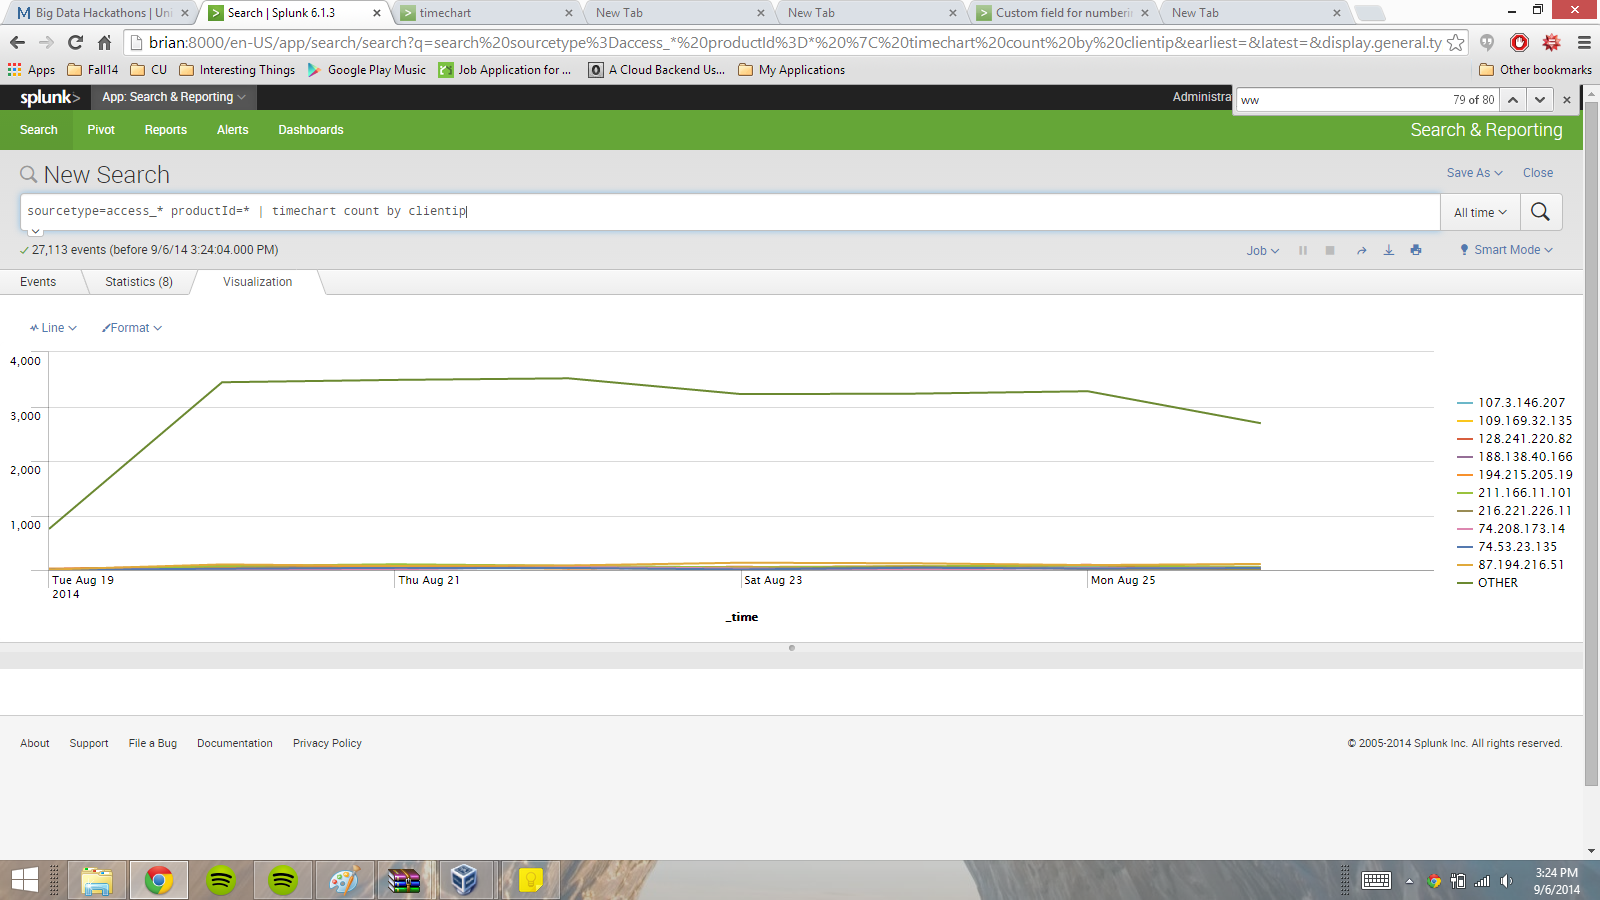 Big Data Hackathons | Uni
Search | Splunk 6.1.3
timechart
New Tab
New Tab
Custom field for numberin
New Tab
brian:8000/en-US/app/search/search?q=search%20sourcetype%3Daccess_*%20productId%3D*%20%7C%20timechart%20count%20by%20clientip&earliest=&latest=&display.general.ty
Apps
Fall14
CU
Interesting Things
Google Play Music
Job Application for ...
A Cloud Backend Us...
My Applications
Other bookmarks
splunk>
App: Search & Reporting
Administra
ww
79 of 80
Search
Pivot
Reports
Alerts
Dashboards
Search & Reporting
New Search
Save As
Close
sourcetype=access_* productId=* | timechart count by clientip
All time
27,113 events (before 9/6/14 3:24:04.000 PM)
Job
Smart Mode
Events
Statistics (8)
Visualization
Line
Format
4,000
3,000
2,000
1,000
Tue Aug 19
2014
Thu Aug 21
Sat Aug 23
Mon Aug 25
_time
107.3.146.207
109.169.32.135
128.241.220.82
188.138.40.166
194.215.205.19
211.166.11.101
216.221.226.11
74.208.173.14
74.53.23.135
87.194.216.51
OTHER
About
Support
File a Bug
Documentation
Privacy Policy
© 2005-2014 Splunk Inc. All rights reserved.
3:24 PM
9/6/2014